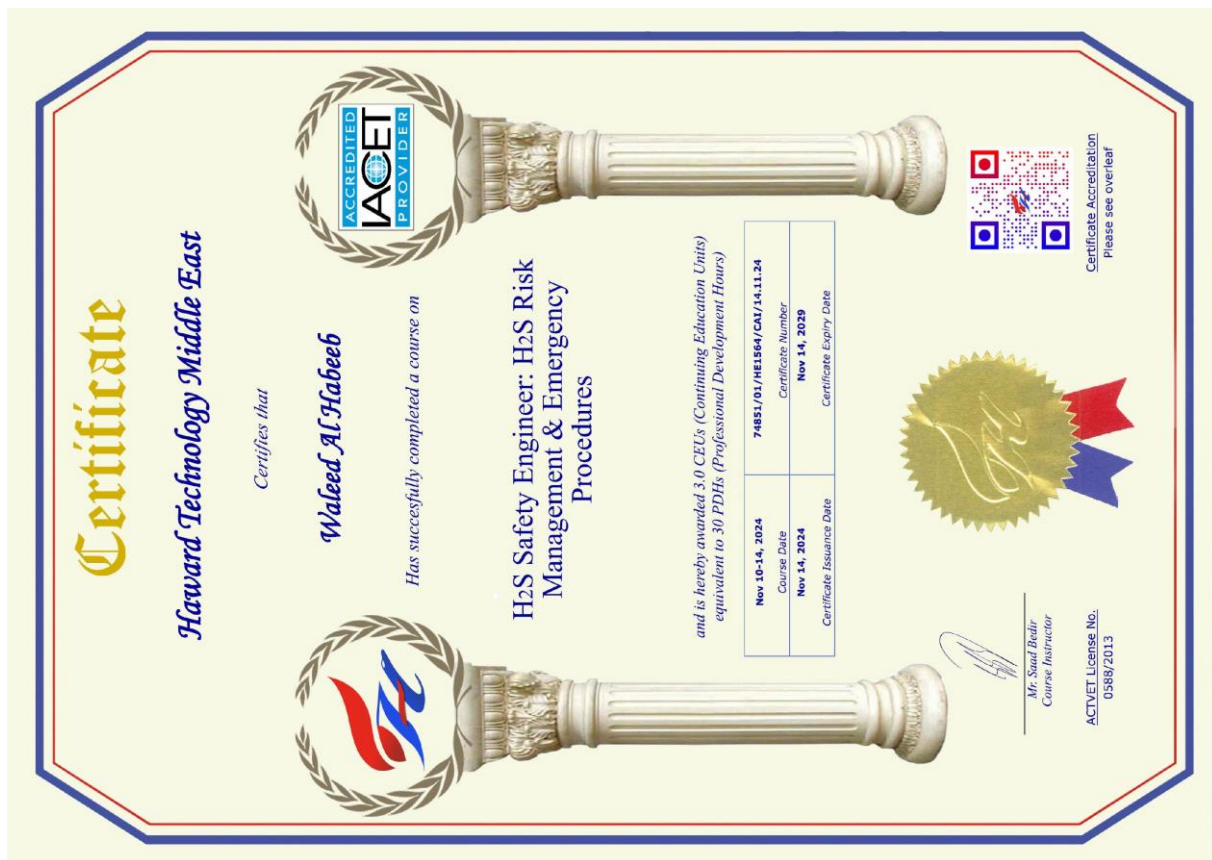 Certificate
Haward Technology Middle East
Certifies that
Waleed Al Habeeb
ACCREDITED
IACET
PROVIDER
Has succesfully completed a course on
H2S Safety Engineer: H2S Risk
Management & Emergency
Procedures
and is hereby awarded 3.0 CEUs (Continuing Education Units)
equivalent to 30 PDHs (Professional Development Hours)
Nov 10-14, 2024 74851/01/HE1564/CAI/14.11.24
Course Date Certificate Number
Nov 14, 2024 Nov 14, 2029
Certificate Issuance Date Certificate Expiry Date
Mr. Saad Bedir
Course Instructor
ACTVET License No.
0588/2013
Certificate Accreditation
Please see overleaf